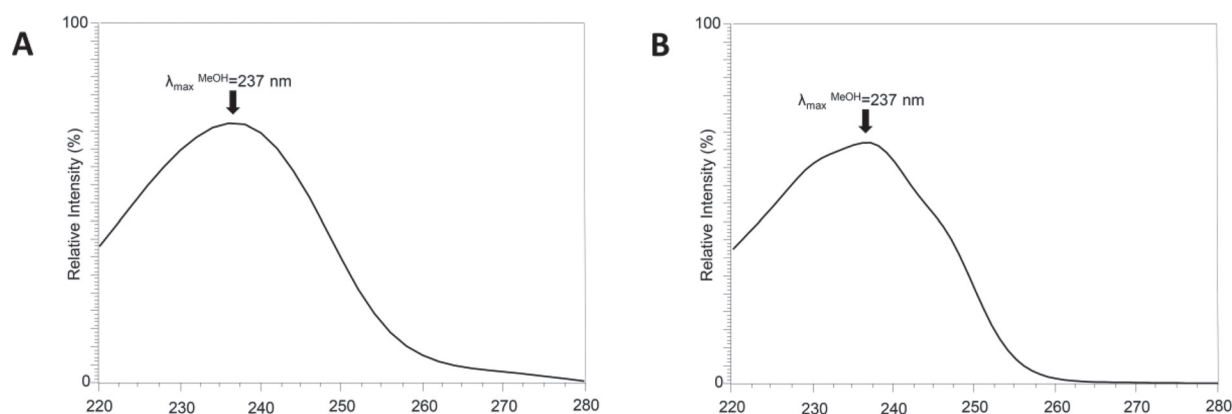 A
100
λmax MeOH=237 nm
Relative Intensity (%)
0
220 230 240 250 260 270 280
B
100
λmax MeOH=237 nm
Relative Intensity (%)
0
220 230 240 250 260 270 280